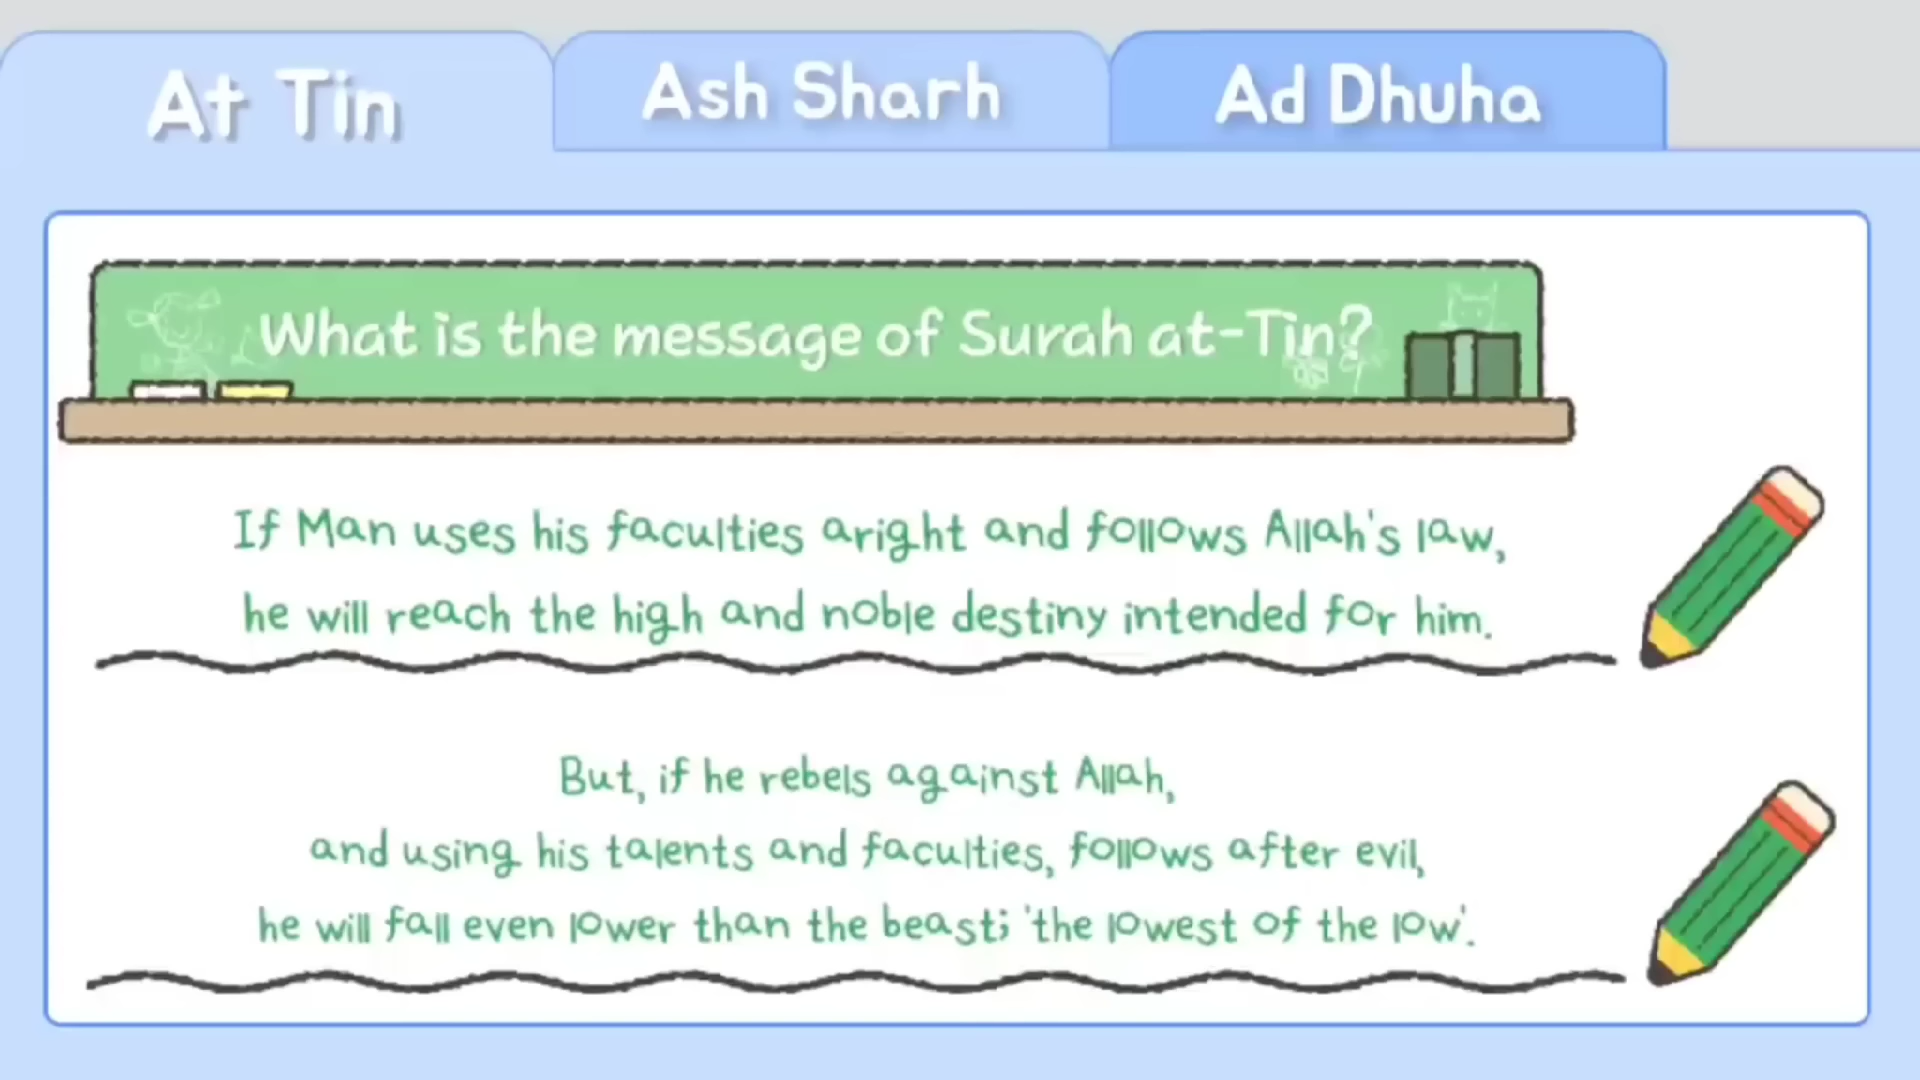 At Tin
Ash Sharh
Ad Dhuha
What is the message of Surah at-Tin?
If Man uses his faculties aright and follows Allah's law,
he will reach the high and noble destiny intended for him.
But, if he rebels against Allah,
and using his talents and faculties, follows after evil,
he will fall even lower than the beast; 'the lowest of the low'.